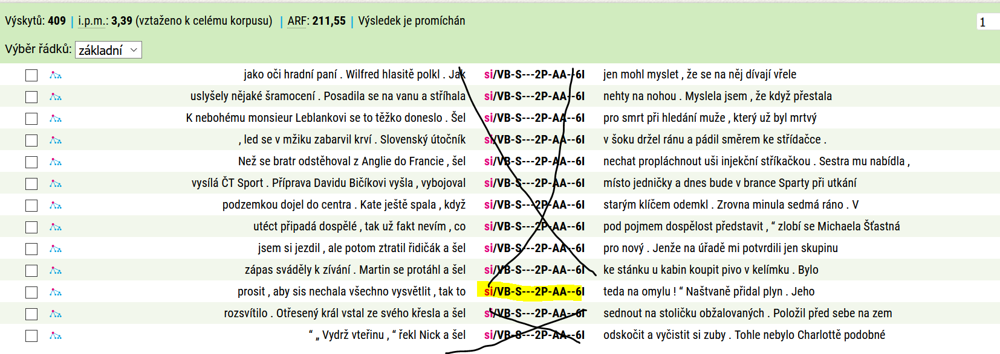 Výskytů: 409 | i.p.m.: 3,39 (vztaženo k celému korpusu) | ARF: 211,55 | Výsledek je promíchán
1
Výběr řádků: základní
jako oči hradní paní . Wilfred hlasitě polkl . Jak si/VB-S---2P-AA--6I jen mohl myslet , že se na něj dívají vřele
uslyšely nějaké šramocení . Posadila se na vanu a stříhala si/VB-S---2P-AA--6I nehty na nohou . Myslela jsem , že když přestala
K nebohému monsieur Leblankovi se to těžko doneslo . Šel si/VB-S---2P-AA--6I pro smrt při hledání muže , který už byl mrtvý
, led se v mžiku zabarvil krví . Slovenský útočník si/VB-S---2P-AA--6I v šoku držel ránu a pádil směrem ke střídačce .
Než se bratr odstěhoval z Anglie do Francie , šel si/VB-S---2P-AA--6I nechat propláchnout uši injekční stříkačkou . Sestra mu nabídla ,
vysílá ČT Sport . Příprava Davidu Bičíkovi vyšla , vybojoval si/VB-S---2P-AA--6I místo jedničky a dnes bude v brance Sparty při utkání
podzemkou dojel do centra . Kate ještě spala , když si/VB-S---2P-AA--6I starým klíčem odemkl . Zrovna minula sedmá ráno . V
utéct připadá dospělé , tak už fakt nevím , co si/VB-S---2P-AA--6I pod pojmem dospělost představit , “ zlobí se Michaela Šťastná
jsem si jezdil , ale potom ztratil řidičák a šel si/VB-S---2P-AA--6I pro nový . Jenže na úřadě mi potvrdili jen skupinu
zápas sváděly k zívání . Martin se protáhl a šel si/VB-S---2P-AA--6I ke stánku u kabin koupit pivo v kelímku . Bylo
prosit , aby sis nechala všechno vysvětlit , tak to si/VB-S---2P-AA--6I teda na omylu ! “ Naštvaně přidal plyn . Jeho
rozsvítilo . Otřesený král vstal ze svého křesla a šel si/VB-S---2P-AA--6I sednout na stoličku obžalovaných . Položil před sebe na zem
“ „ Vydrž vteřinu , “ řekl Nick a šel si/VB-S---2P-AA--6I odskočit a vyčistit si zuby . Tohle nebylo Charlottě podobné